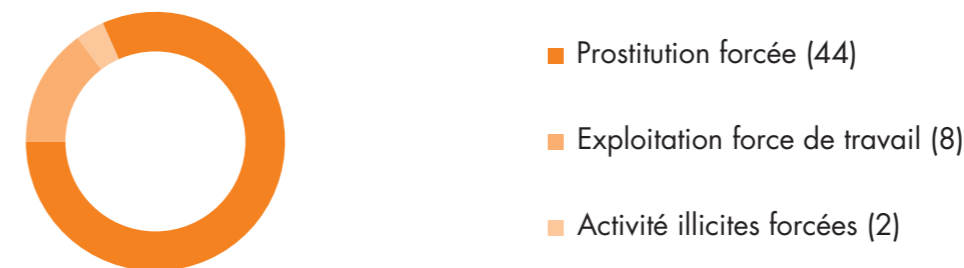 Prostitution forcée (44)
Exploitation force de travail (8)
Activité illicites forcées (2)